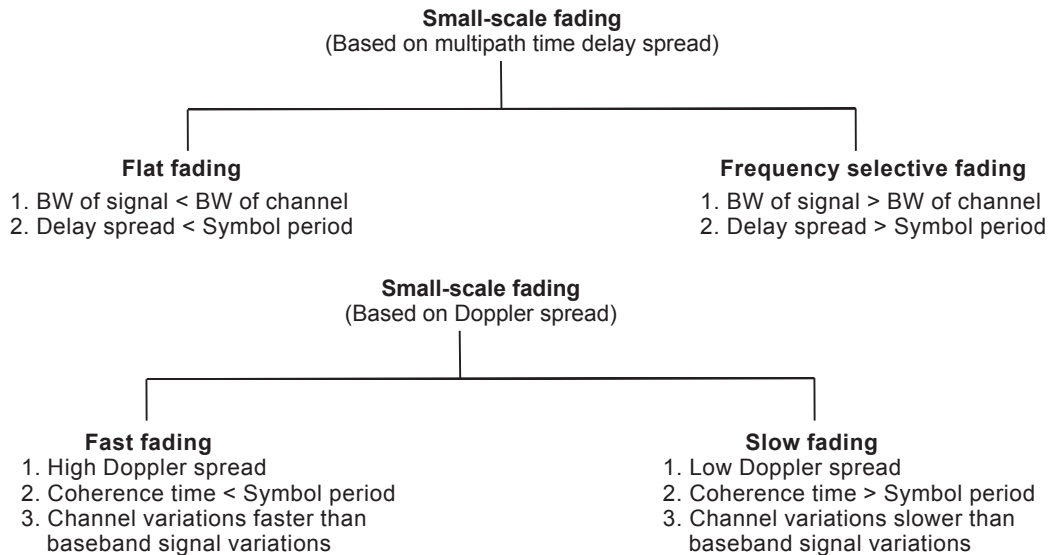 Small-scale fading
(Based on multipath time delay spread)
Flat fading
1. BW of signal < BW of channel
2. Delay spread < Symbol period
Frequency selective fading
1. BW of signal > BW of channel
2. Delay spread > Symbol period
Small-scale fading
(Based on Doppler spread)
Fast fading
1. High Doppler spread
2. Coherence time < Symbol period
3. Channel variations faster than
baseband signal variations
Slow fading
1. Low Doppler spread
2. Coherence time > Symbol period
3. Channel variations slower than
baseband signal variations